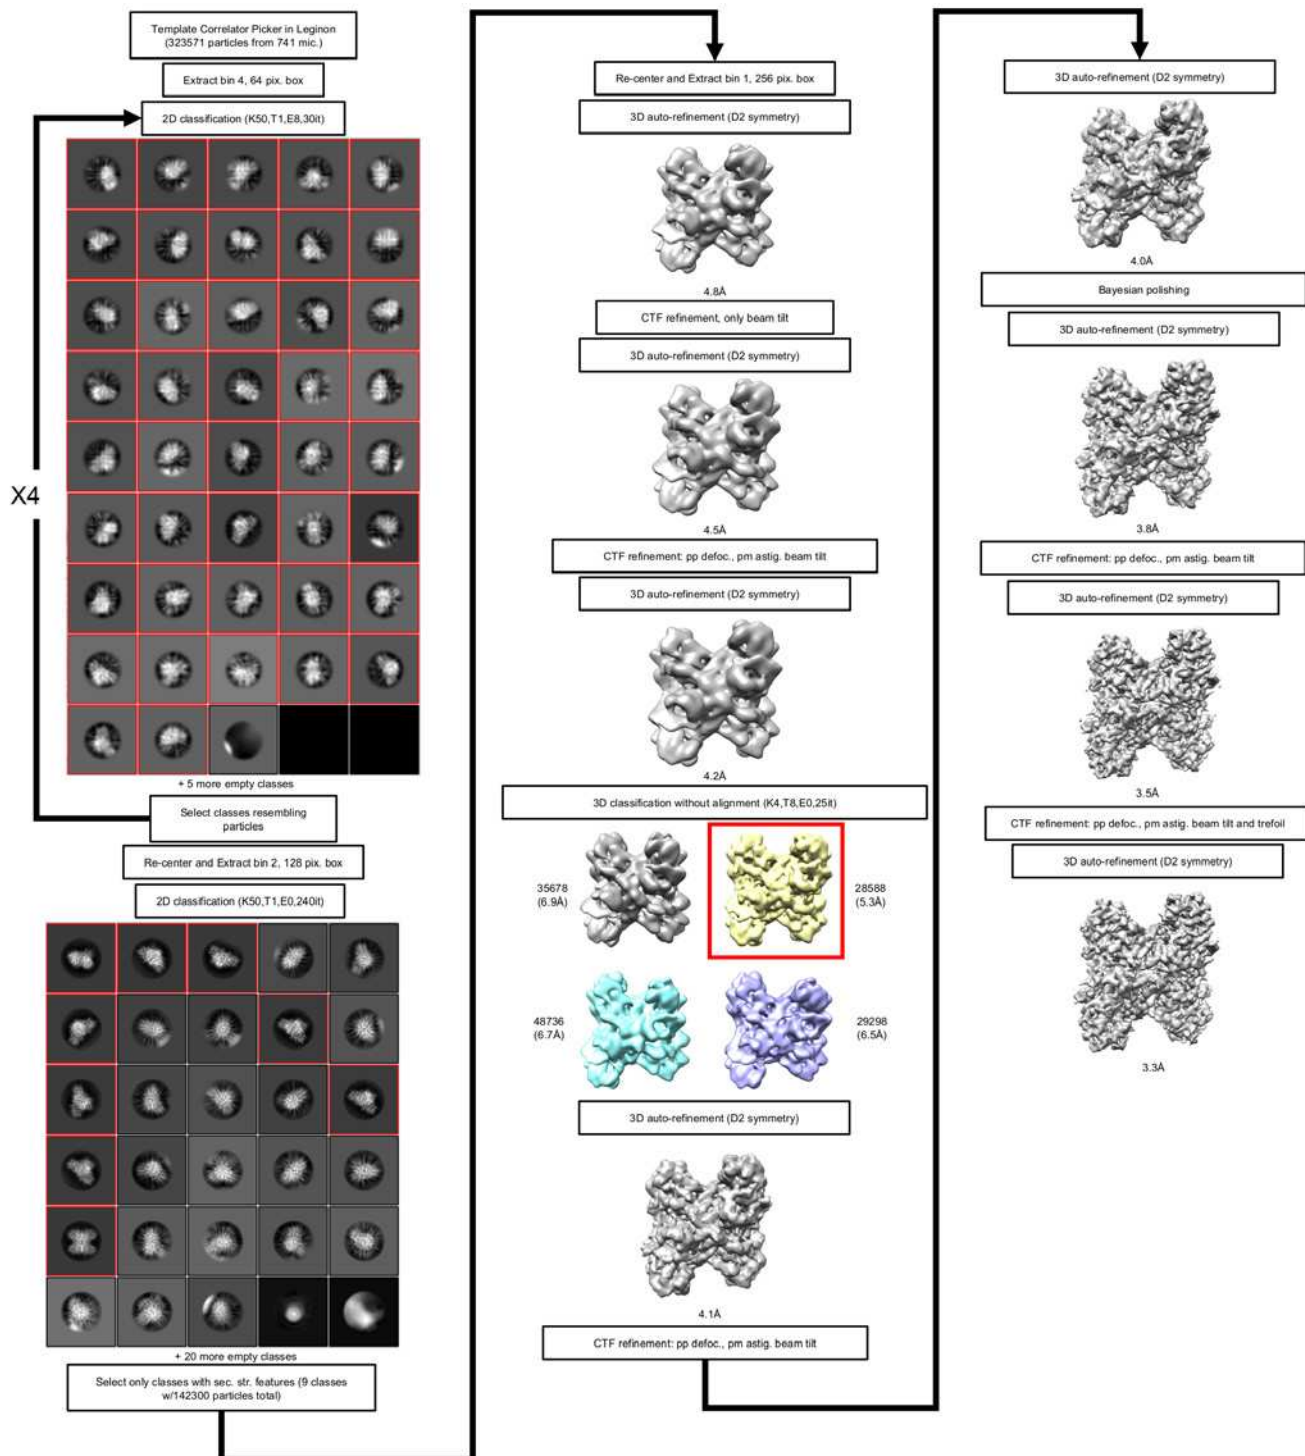 Template Correlator Picker in Leginon
(323571 particles from 741 mic.)
Extract bin 4, 64 pix. box
2D classification (K50,T1,E8,30it)
X4
+ 5 more empty classes
Select classes resembling
particles
Re-center and Extract bin 2, 128 pix. box
2D classification (K50,T1,E0,240it)
+ 20 more empty classes
Select only classes with sec. str. features (9 classes
w/142300 particles total)
Re-center and Extract bin 1, 256 pix. box
3D auto-refinement (D2 symmetry)
4.8Å
CTF refinement, only beam tilt
3D auto-refinement (D2 symmetry)
4.5Å
CTF refinement: pp defoc., pm astig. beam tilt
3D auto-refinement (D2 symmetry)
4.2Å
3D classification without alignment (K4,T8,E0,25it)
35678
(6.9Å)
28588
(5.3Å)
48736
(6.7Å)
29298
(6.5Å)
3D auto-refinement (D2 symmetry)
4.1Å
CTF refinement: pp defoc., pm astig. beam tilt
3D auto-refinement (D2 symmetry)
4.0Å
Bayesian polishing
3D auto-refinement (D2 symmetry)
3.8Å
CTF refinement: pp defoc., pm astig. beam tilt
3D auto-refinement (D2 symmetry)
3.5Å
CTF refinement: pp defoc., pm astig. beam tilt and trefoil
3D auto-refinement (D2 symmetry)
3.3Å